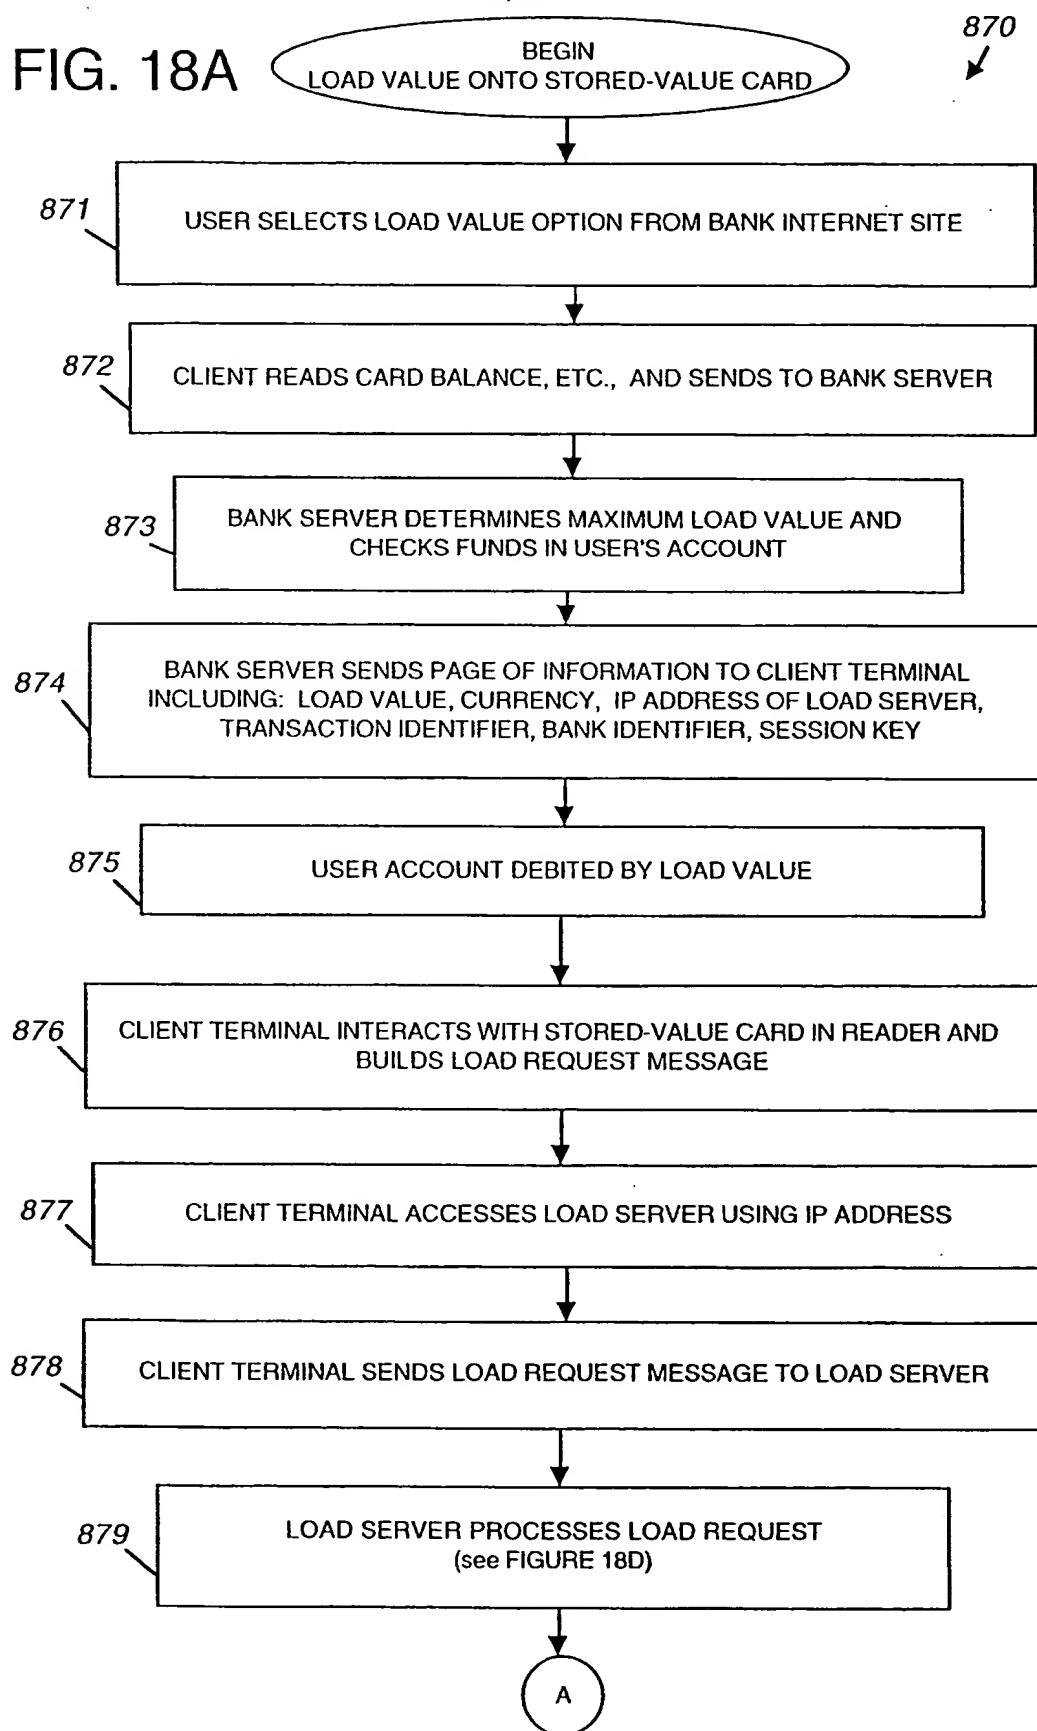 FIG. 18A
870
BEGIN
LOAD VALUE ONTO STORED-VALUE CARD
871
USER SELECTS LOAD VALUE OPTION FROM BANK INTERNET SITE
872
CLIENT READS CARD BALANCE, ETC., AND SENDS TO BANK SERVER
873
BANK SERVER DETERMINES MAXIMUM LOAD VALUE AND
CHECKS FUNDS IN USER'S ACCOUNT
874
BANK SERVER SENDS PAGE OF INFORMATION TO CLIENT TERMINAL
INCLUDING: LOAD VALUE, CURRENCY, IP ADDRESS OF LOAD SERVER,
TRANSACTION IDENTIFIER, BANK IDENTIFIER, SESSION KEY
875
USER ACCOUNT DEBITED BY LOAD VALUE
876
CLIENT TERMINAL INTERACTS WITH STORED-VALUE CARD IN READER AND
BUILDS LOAD REQUEST MESSAGE
877
CLIENT TERMINAL ACCESSES LOAD SERVER USING IP ADDRESS
878
CLIENT TERMINAL SENDS LOAD REQUEST MESSAGE TO LOAD SERVER
879
LOAD SERVER PROCESSES LOAD REQUEST
(see FIGURE 18D)
A